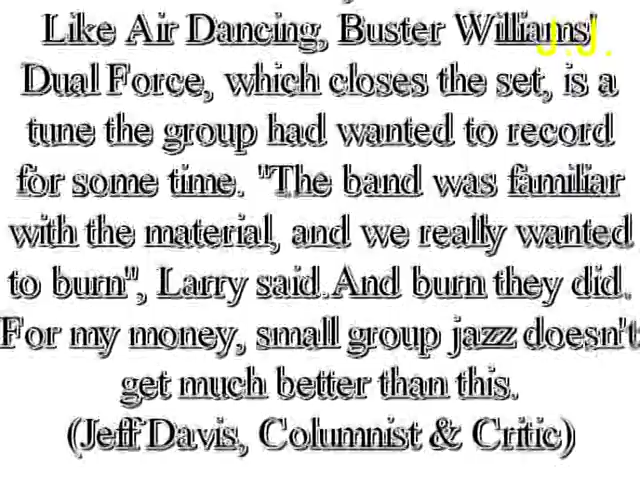 Like Air Dancing, Buster Williams'
J.J.
Dual Force, which closes the set, is a
tune the group had wanted to record
for some time. "The band was familiar
with the material, and we really wanted
to burn", Larry said.And burn they did.
For my money, small group jazz doesn't
get much better than this.
(Jeff Davis, Columnist & Critic)